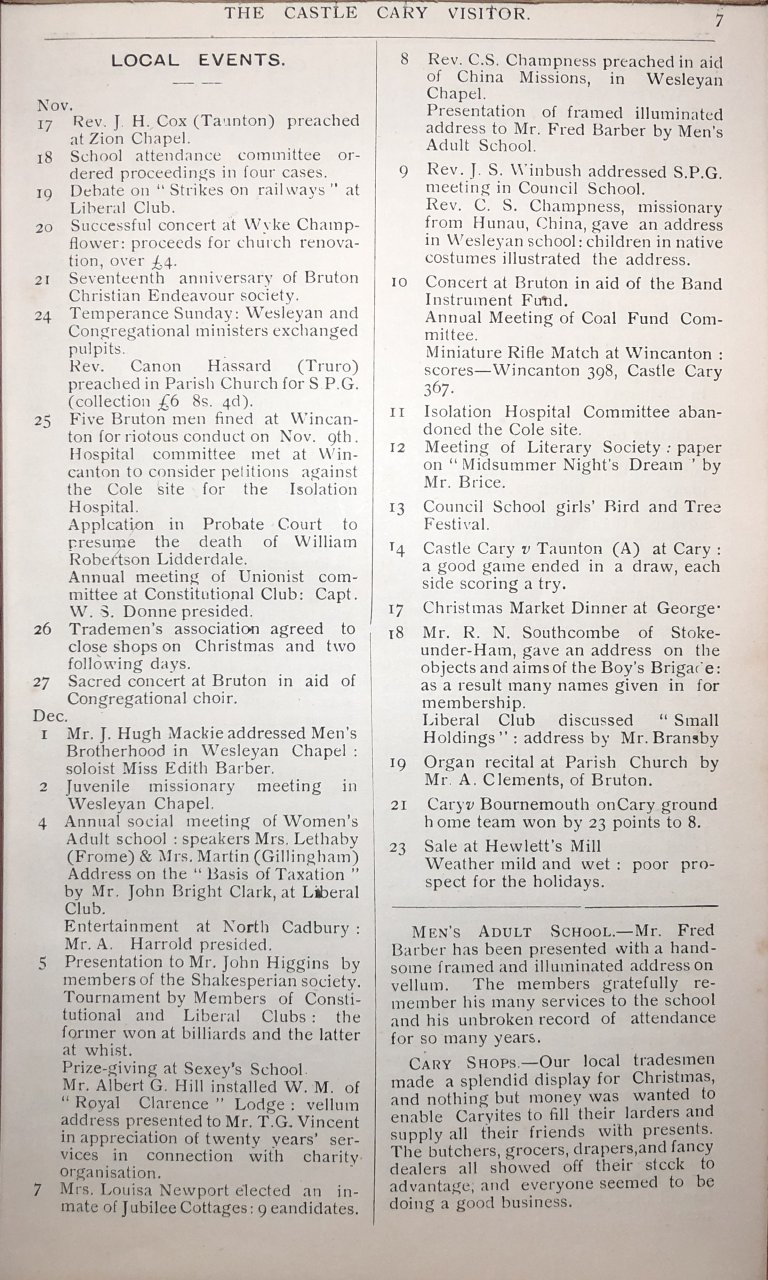 THE CASTLE CARY VISITOR.
7
LOCAL EVENTS.
Nov.
17 Rev. J. H. Cox (Taunton) preached
at Zion Chapel.
18 School attendance committee or-
dered proceedings in four cases.
19 Debate on “ Strikes on railways ” at
Liberal Club.
20 Successful concert at Wyke Champ-
flower: proceeds for church renova-
tion, over £4.
21 Seventeenth anniversary of Bruton
Christian Endeavour society.
24 Temperance Sunday: Wesleyan and
Congregational ministers exchanged
pulpits.
Rev. Canon Hassard (Truro)
preached in Parish Church for S P.G.
(collection £6 8s. 4d).
25 Five Bruton men fined at Wincan-
ton for riotous conduct on Nov. 9th.
Hospital committee met at Win-
canton to consider petitions against
the Cole site for the Isolation
Hospital.
Applcation in Probate Court to
presume the death of William
Robertson Lidderdale.
Annual meeting of Unionist com-
mittee at Constitutional Club: Capt.
W. S. Donne presided.
26 Trademen's association agreed to
close shops on Christmas and two
following days.
27 Sacred concert at Bruton in aid of
Congregational choir.
Dec.
1 Mr. J. Hugh Mackie addressed Men's
Brotherhood in Wesleyan Chapel :
soloist Miss Edith Barber.
2 Juvenile missionary meeting in
Wesleyan Chapel.
4 Annual social meeting of Women's
Adult school : speakers Mrs. Lethaby
(Frome) & Mrs. Martin (Gillingham)
Address on the “ Basis of Taxation ”
by Mr. John Bright Clark, at Liberal
Club.
Entertainment at North Cadbury :
Mr. A. Harrold presided.
5 Presentation to Mr. John Higgins by
members of the Shakesperian society.
Tournament by Members of Consti-
tutional and Liberal Clubs : the
former won at billiards and the latter
at whist.
Prize-giving at Sexey's School.
Mr. Albert G. Hill installed W. M. of
“ Royal Clarence ” Lodge : vellum
address presented to Mr. T.G. Vincent
in appreciation of twenty years' ser-
vices in connection with charity
organisation.
7 Mrs. Louisa Newport elected an in-
mate of Jubilee Cottages: 9 eandidates.
8 Rev. C.S. Champness preached in aid
of China Missions, in Wesleyan
Chapel.
Presentation of framed illuminated
address to Mr. Fred Barber by Men's
Adult School.
9 Rev. J. S. Winbush addressed S.P.G.
meeting in Council School.
Rev. C. S. Champness, missionary
from Hunau, China, gave an address
in Wesleyan school: children in native
costumes illustrated the address.
10 Concert at Bruton in aid of the Band
Instrument Fund.
Annual Meeting of Coal Fund Com-
mittee.
Miniature Rifle Match at Wincanton :
scores—Wincanton 398, Castle Cary
367.
11 Isolation Hospital Committee aban-
doned the Cole site.
12 Meeting of Literary Society : paper
on “ Midsummer Night's Dream ’ by
Mr. Brice.
13 Council School girls' Bird and Tree
Festival.
14 Castle Cary v Taunton (A) at Cary :
a good game ended in a draw, each
side scoring a try.
17 Christmas Market Dinner at George·
18 Mr. R. N. Southcombe of Stoke-
under-Ham, gave an address on the
objects and aims of the Boy's Brigade:
as a result many names given in for
membership.
Liberal Club discussed “ Small
Holdings ” : address by Mr. Bransby
19 Organ recital at Parish Church by
Mr. A. Clements, of Bruton.
21 Cary v Bournemouth on Cary ground
home team won by 23 points to 8.
23 Sale at Hewlett's Mill
Weather mild and wet : poor pro-
spect for the holidays.
MEN'S ADULT SCHOOL.—Mr. Fred
Barber has been presented with a hand-
some framed and illuminated address on
vellum. The members gratefully re-
member his many services to the school
and his unbroken record of attendance
for so many years.
CARY SHOPS.—Our local tradesmen
made a splendid display for Christmas,
and nothing but money was wanted to
enable Caryites to fill their larders and
supply all their friends with presents.
The butchers, grocers, drapers,and fancy
dealers all showed off their stcck to
advantage, and everyone seemed to be
doing a good business.